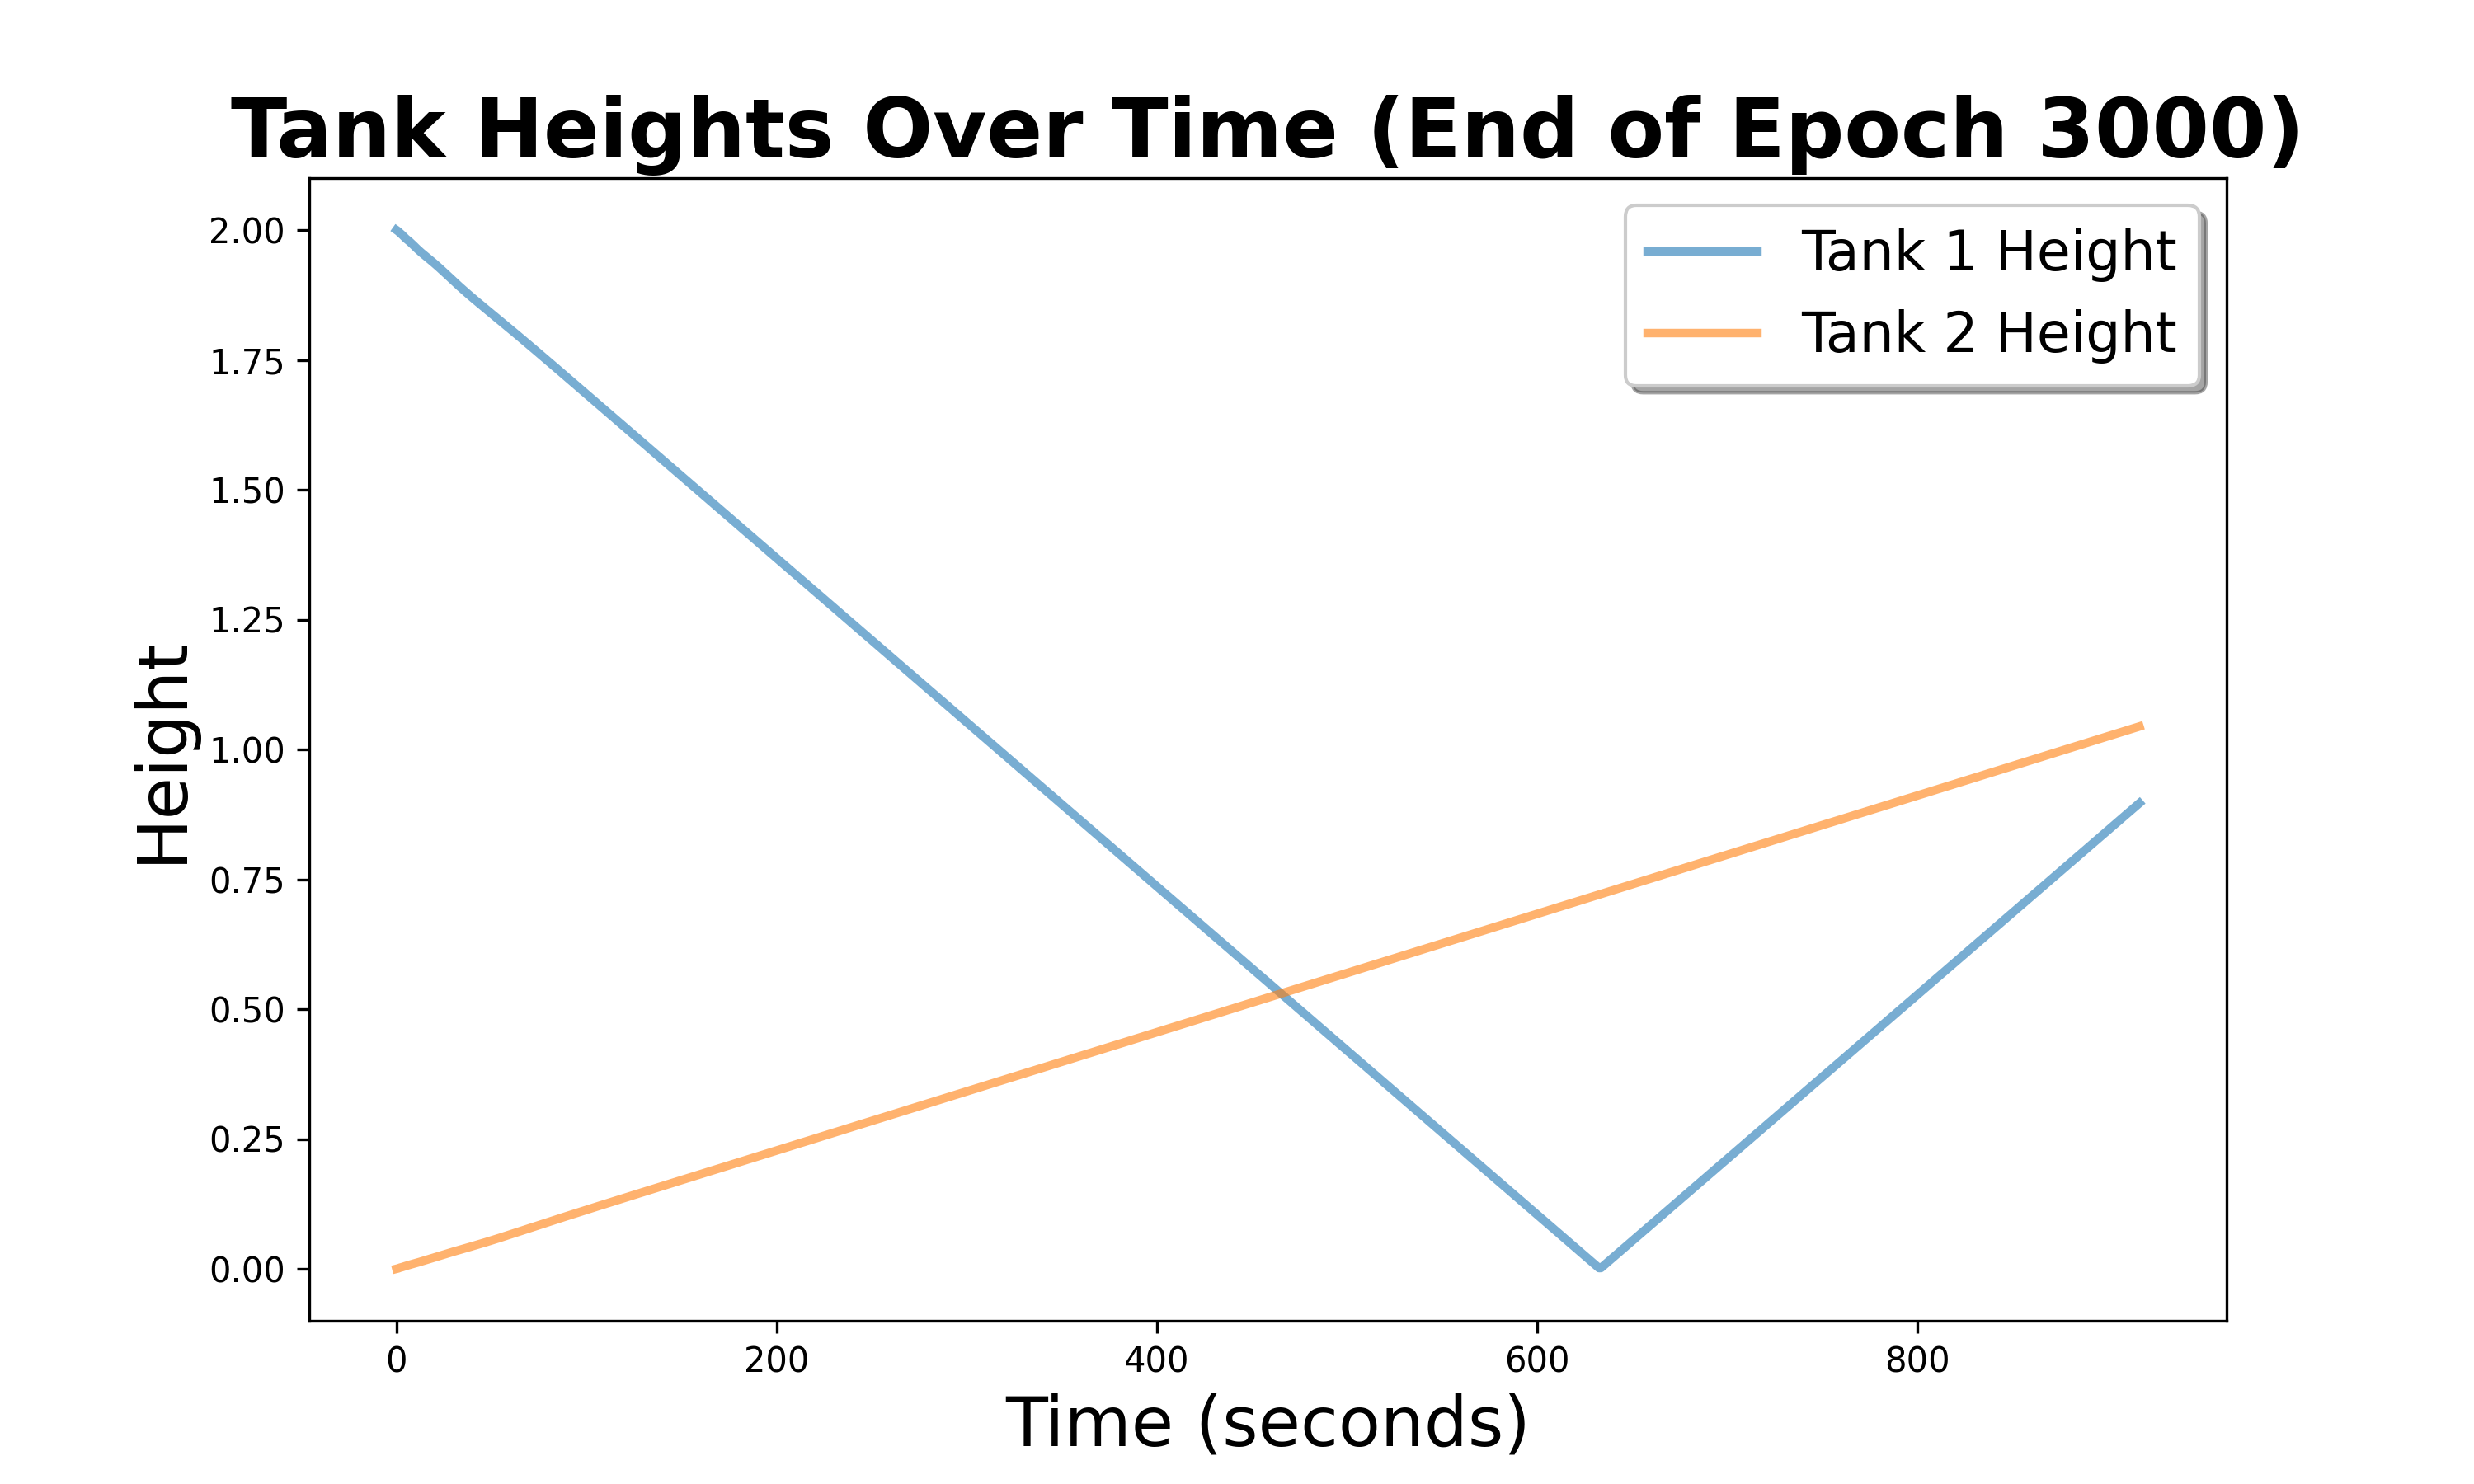 Tank Heights Over Time (End of Epoch 3000)
Tank 1 Height
Tank 2 Height
Height
2.00
1.75
1.50
1.25
1.00
0.75
0.50
0.25
0.00
0 200 400 600 800
Time (seconds)